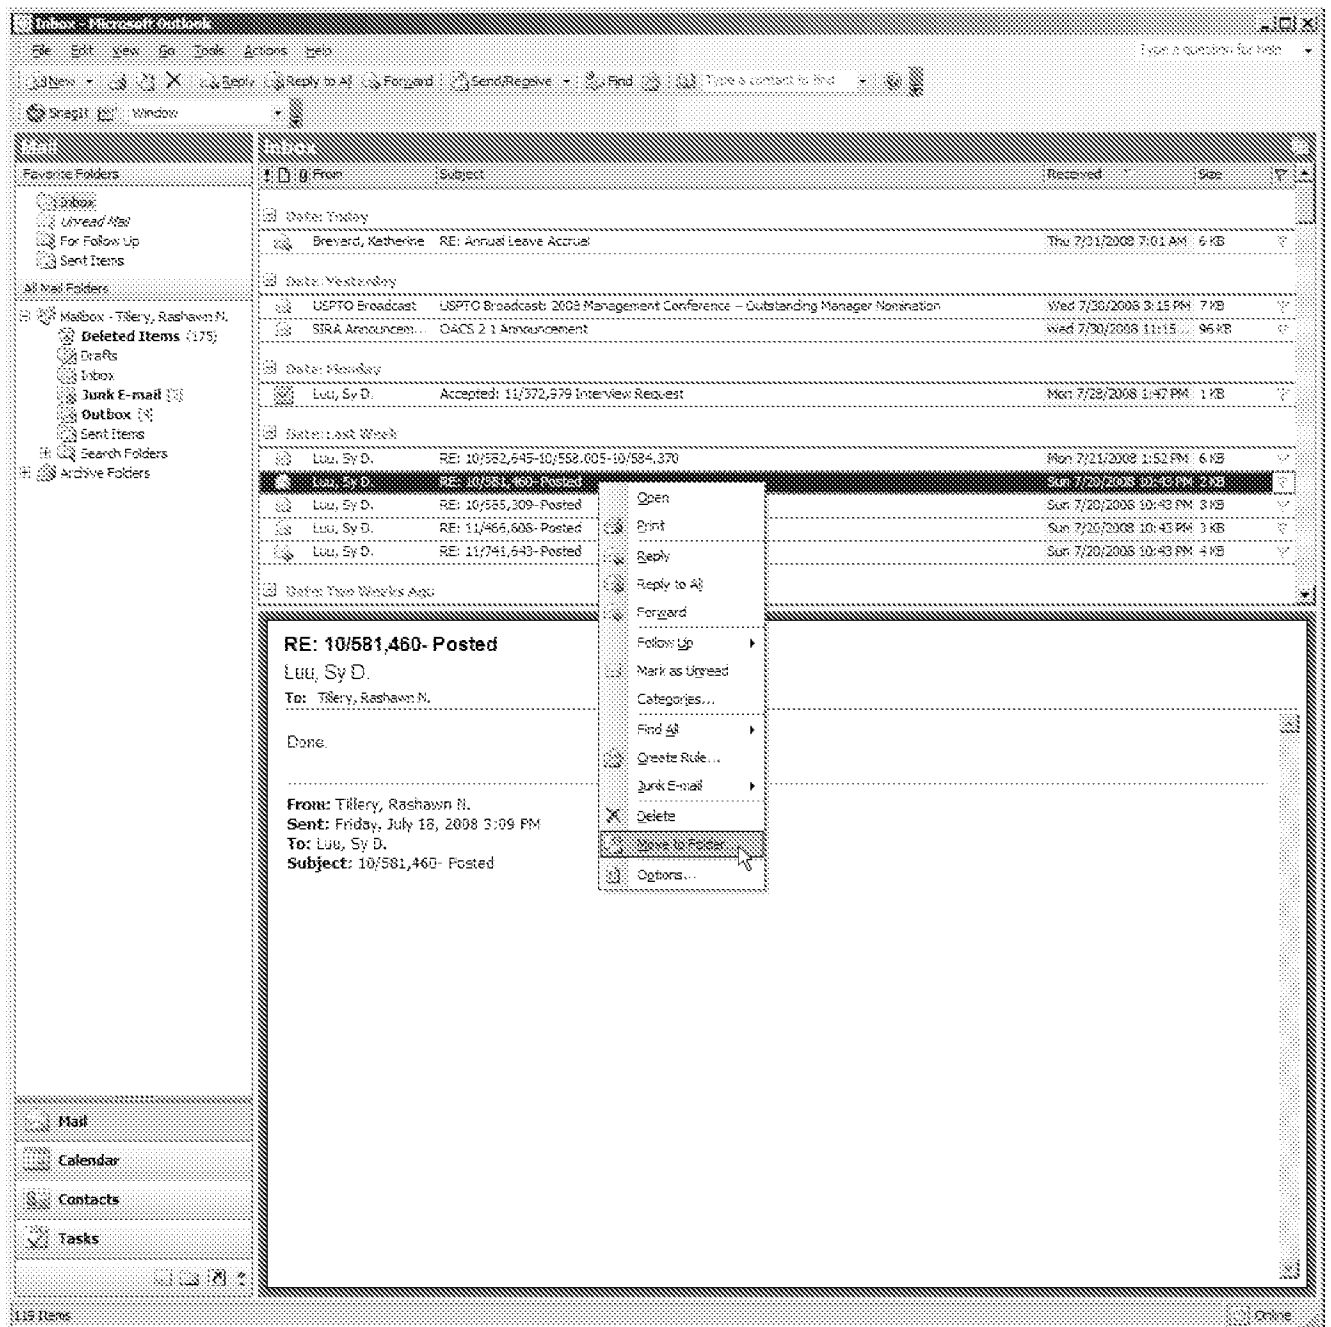 Inbox - Microsoft Outlook
File Edit View Go Tools Actions Help
Type a question for help
New Reply Reply to All Forward Send/Receive Find Type a contact to find
SnagIt Window
Mail
Favorite Folders
Inbox
Unread Mail
For Follow Up
Sent Items
All Mail Folders
Mailbox - Tillery, Rashawn N.
Deleted Items (175)
Drafts
Inbox
Junk E-mail
Outbox
Sent Items
Search Folders
Archive Folders
Mail
Calendar
Contacts
Tasks
Inbox
From Subject Received Size
Date: Today
Brevard, Katherine RE: Annual Leave Accrual Thu 7/31/2008 7:01 AM 6 KB
Date: Yesterday
USPTO Broadcast USPTO Broadcast: 2008 Management Conference – Outstanding Manager Nomination Wed 7/30/2008 3:15 PM 7 KB
SIRA Announcem... OACS 2.1 Announcement Wed 7/30/2008 11:15 ... 96 KB
Date: Monday
Luu, Sy D. Accepted: 11/372,979 Interview Request Mon 7/28/2008 1:47 PM 1 KB
Date: Last Week
Luu, Sy D. RE: 10/582,645-10/558.005-10/584,370 Mon 7/21/2008 1:52 PM 6 KB
Luu, Sy D. RE: 10/581,460- Posted Sun 7/20/2008 10:43 PM 2 KB
Luu, Sy D. RE: 10/585,309- Posted Sun 7/20/2008 10:43 PM 3 KB
Luu, Sy D. RE: 11/466,608- Posted Sun 7/20/2008 10:43 PM 3 KB
Luu, Sy D. RE: 11/741,643- Posted Sun 7/20/2008 10:43 PM 4 KB
Date: Two Weeks Ago
Open
Print
Reply
Reply to All
Forward
Follow Up
Mark as Unread
Categories...
Find All
Create Rule...
Junk E-mail
Delete
Move to Folder...
Options...
RE: 10/581,460- Posted
Luu, Sy D.
To: Tillery, Rashawn N.
Done.
From: Tillery, Rashawn N.
Sent: Friday, July 18, 2008 3:09 PM
To: Luu, Sy D.
Subject: 10/581,460- Posted
119 Items
Online